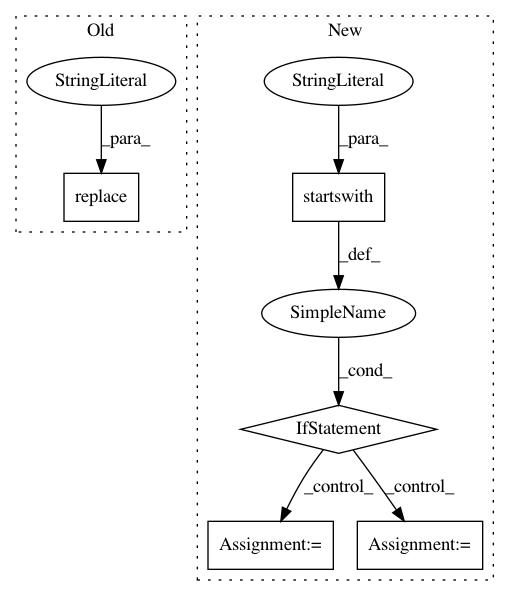 Old
New
StringLiteral
StringLiteral
_para_
_para_
replace
startswith
_def_
SimpleName
_cond_
IfStatement
_control_
_control_
Assignment:=
Assignment:=